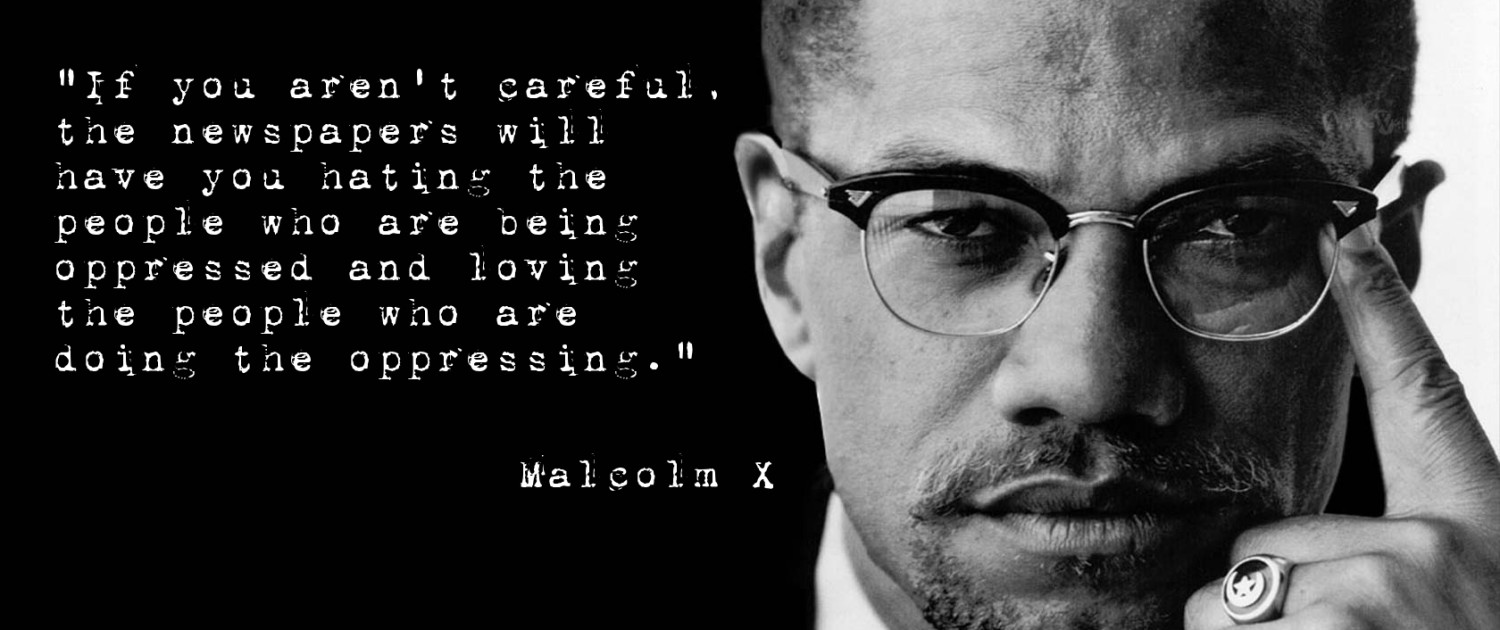 "If you aren't careful,
the newspapers will
have you hating the
people who are being
oppressed and loving
the people who are
doing the oppressing."
Malcolm X